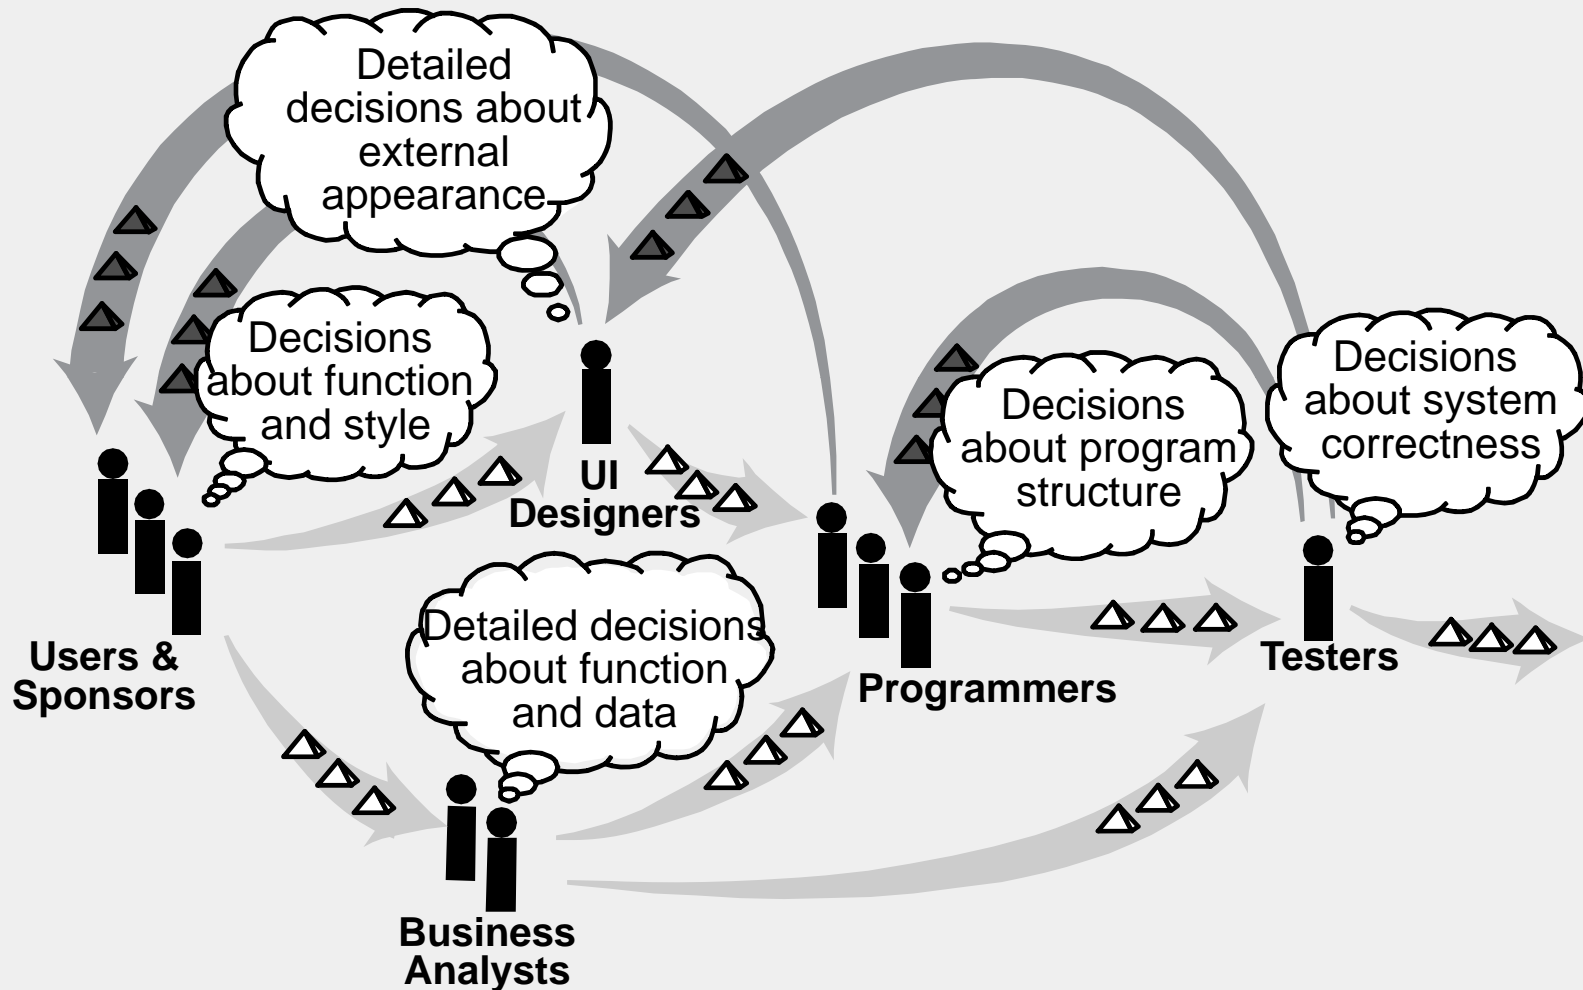 Detailed
decisions about
external
appearance
Decisions
about function
and style
UI
Designers
Decisions
about program
structure
Decisions
about system
correctness
Users &
Sponsors
Detailed decisions
about function
and data
Programmers
Testers
Business
Analysts